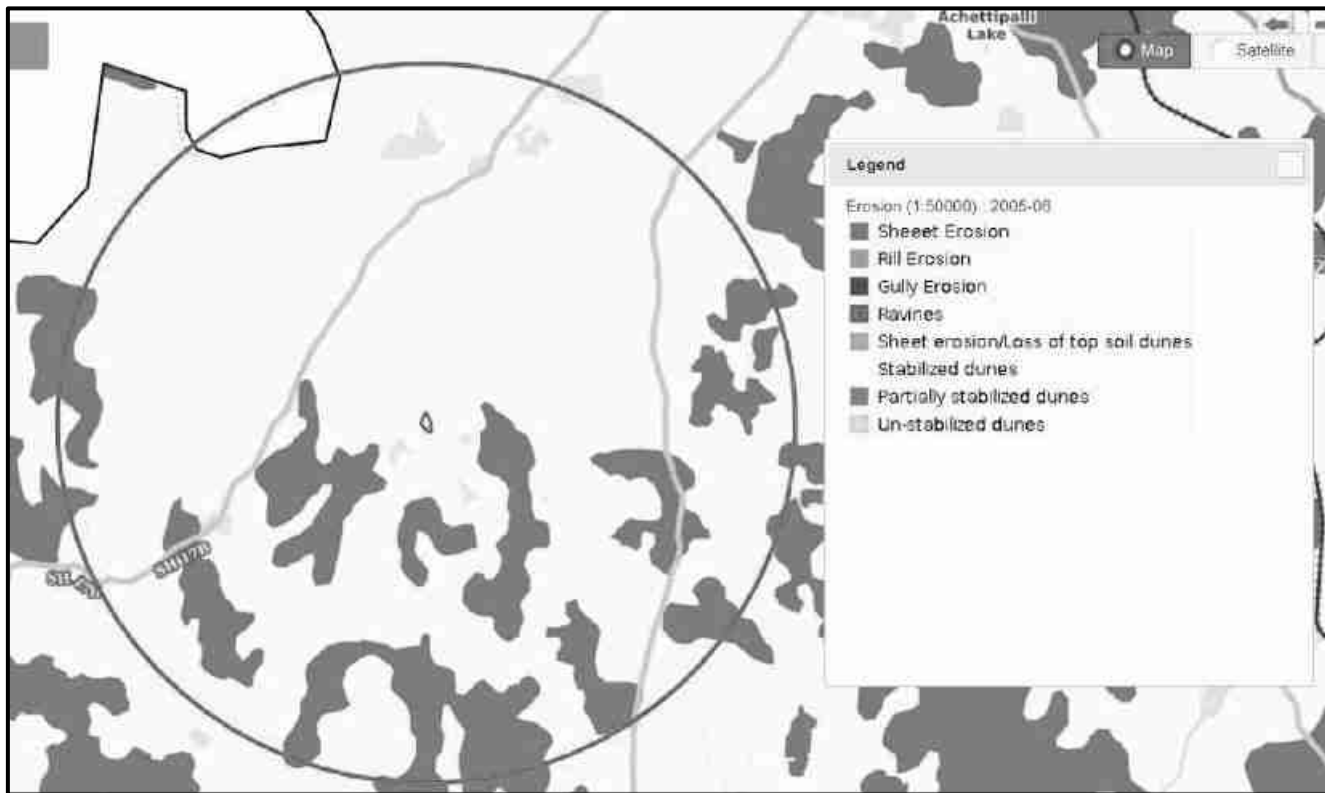 Achettipalli
Lake
Map
Satellite
Legend
Erosion (1:50000) : 2005-06
Sheeet Erosion
Rill Erosion
Gully Erosion
Ravines
Sheet erosion/Loss of top soil dunes
Stabilized dunes
Partially stabilized dunes
Un-stabilized dunes
SH17B